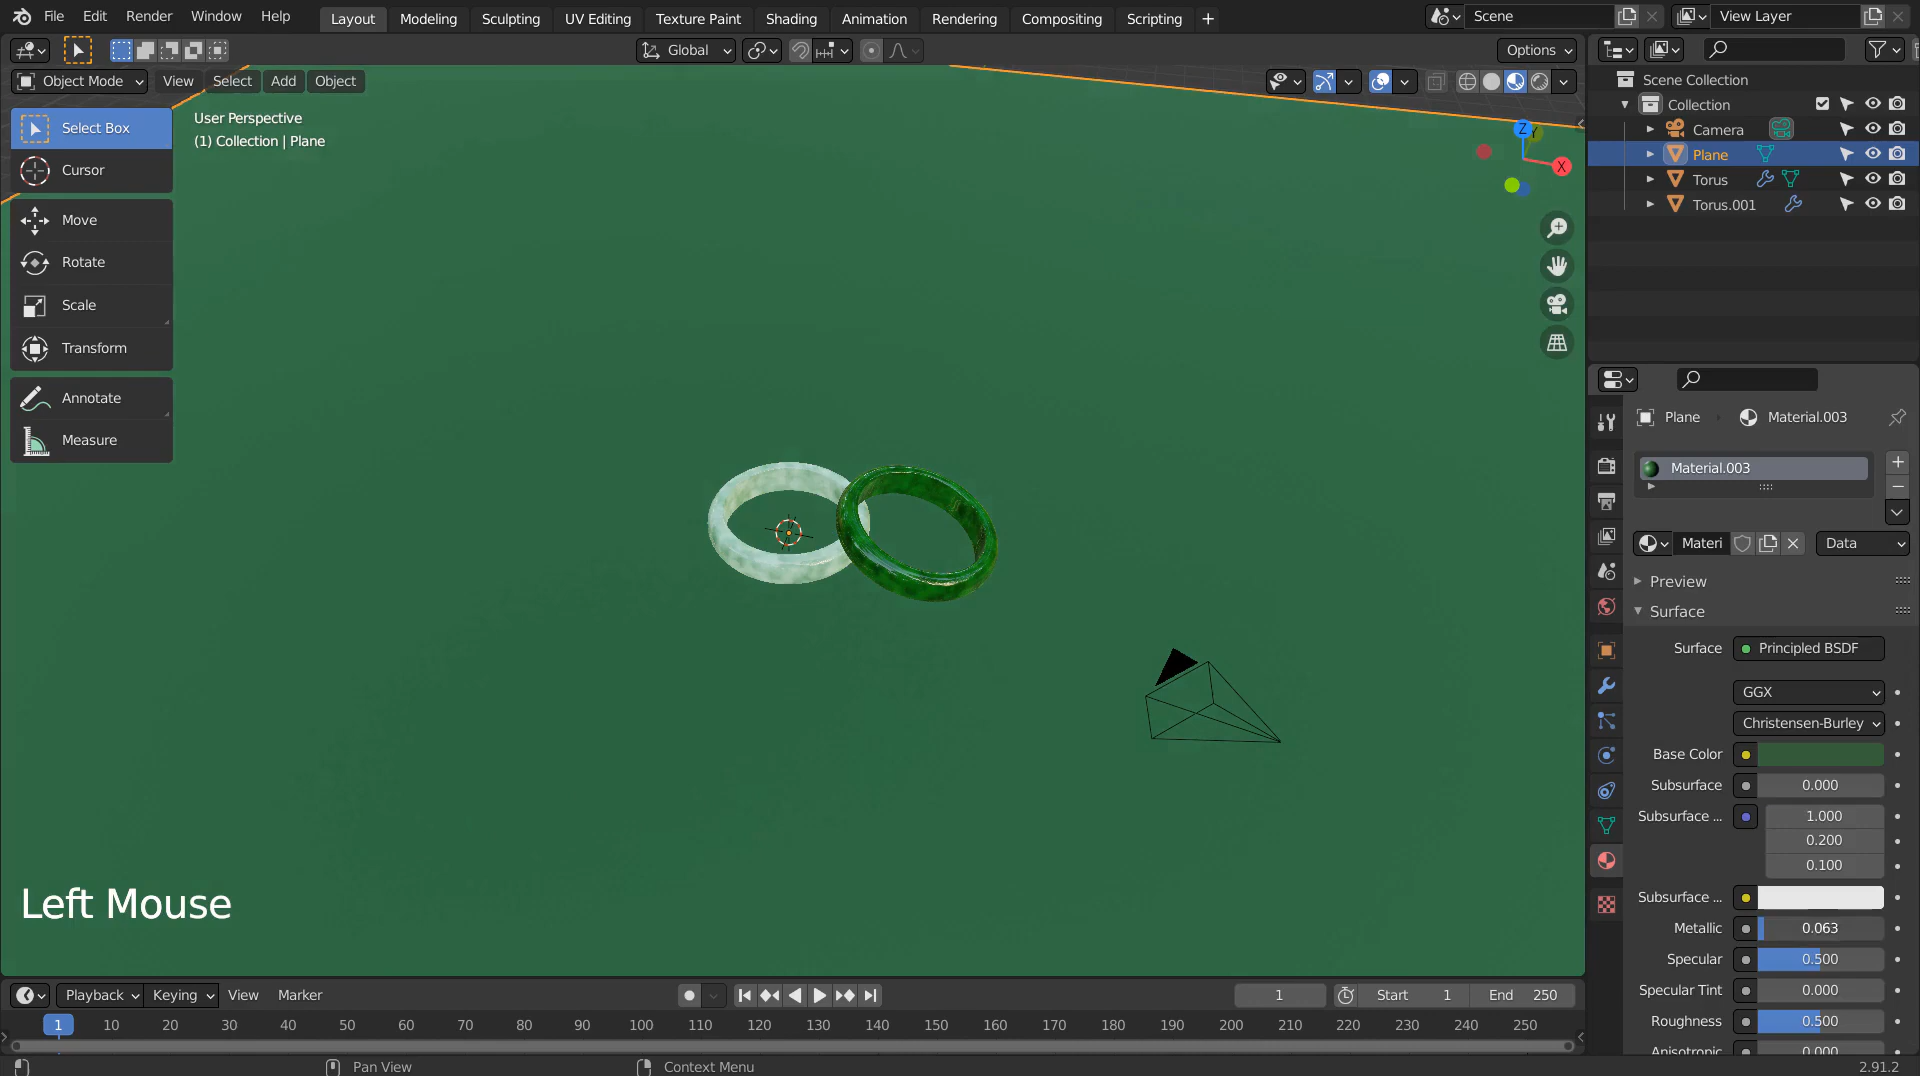 File Edit Render Window Help Layout Modeling Sculpting UV Editing Texture Paint Shading Animation Rendering Compositing Scripting + Scene View Layer
Global Options
Object Mode View Select Add Object
Scene Collection
Collection
Camera
Plane
Torus
Torus.001
Select Box
Cursor
Move
Rotate
Scale
Transform
Annotate
Measure
User Perspective
(1) Collection | Plane
Z
Y
X
Plane Material.003
Material.003
Materi Data
Preview
Surface
Surface Principled BSDF
GGX
Christensen-Burley
Base Color
Subsurface 0.000
Subsurface ... 1.000
0.200
0.100
Subsurface ...
Metallic 0.063
Specular 0.500
Specular Tint 0.000
Roughness 0.500
Anisotropic 0.000
Left Mouse
Playback Keying View Marker 1 Start 1 End 250
1 10 20 30 40 50 60 70 80 90 100 110 120 130 140 150 160 170 180 190 200 210 220 230 240 250
Pan View Context Menu 2.91.2